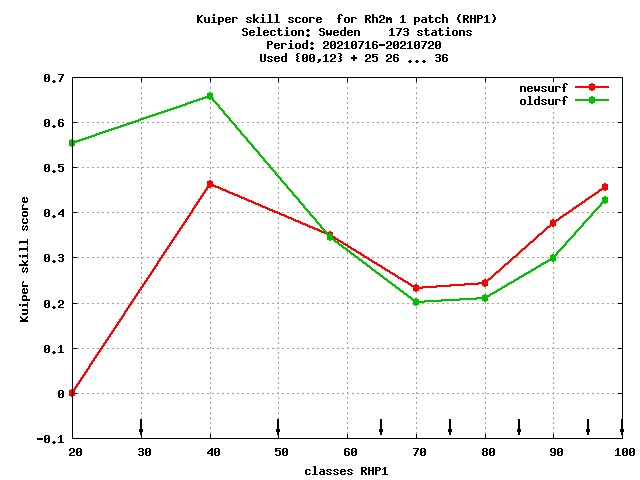 Kuiper skill score  for Rh2m 1 patch (RHP1)
Selection: Sweden    173 stations
Period: 20210716-20210720
Used {00,12} + 25 26 ... 36
newsurf
oldsurf
0.7
0.6
0.5
0.4
0.3
0.2
0.1
0
-0.1
Kuiper skill score
20 30 40 50 60 70 80 90 100
classes RHP1